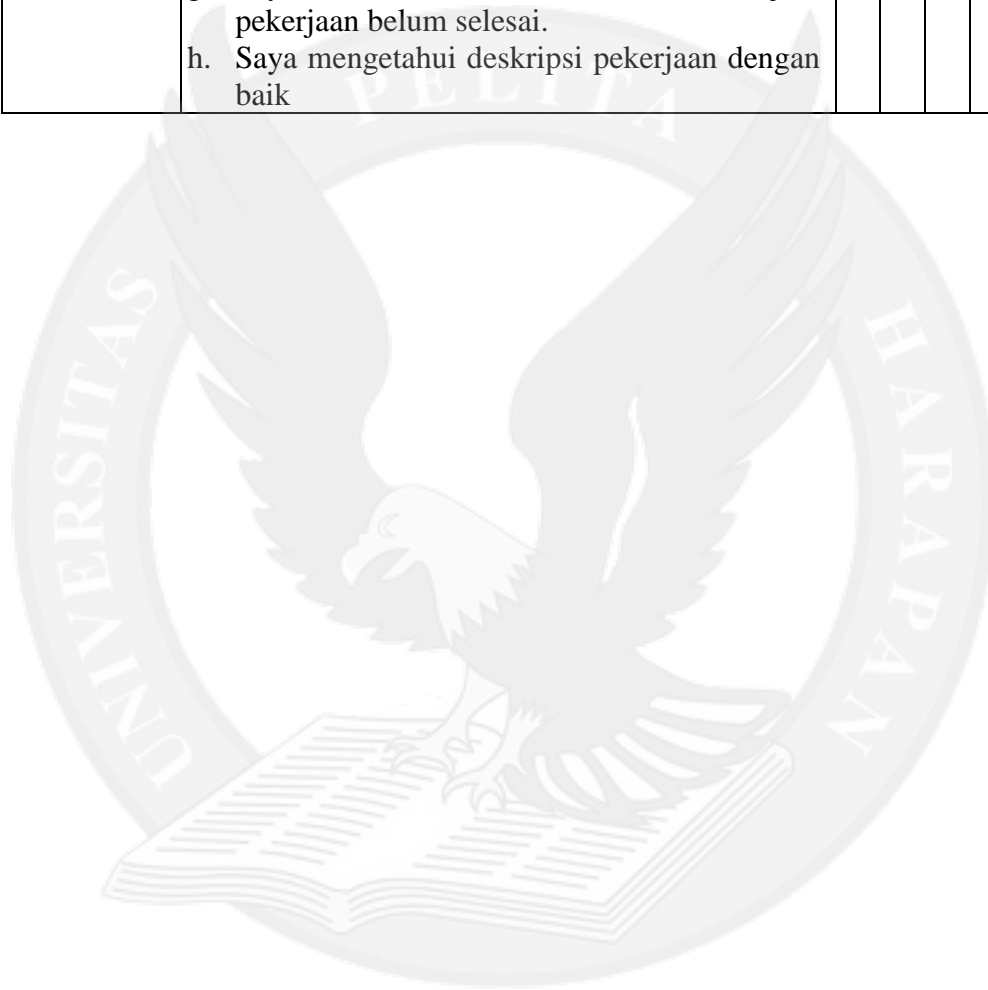 pekerjaan belum selesai.
h. Saya mengetahui deskripsi pekerjaan dengan
baik
UNIVERSITAS PELITA HARAPAN